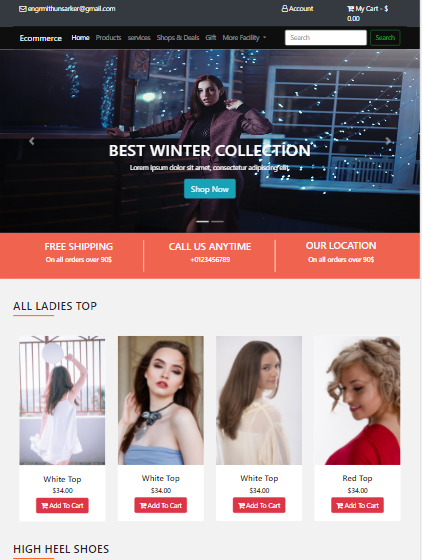 engrmithunsarker@gmail.com
Account
My Cart - $
0.00
Ecommerce
Home
Products
services
Shops & Deals
Gift
More Facility
Search
Search
BEST WINTER COLLECTION
Lorem ipsum dolor sit amet, consectetur adipiscing elit.
Shop Now
FREE SHIPPING
On all orders over 90$
CALL US ANYTIME
+0123456789
OUR LOCATION
On all orders over 90$
ALL LADIES TOP
White Top
$34.00
Add To Cart
White Top
$34.00
Add To Cart
White Top
$34.00
Add To Cart
Red Top
$34.00
Add To Cart
HIGH HEEL SHOES